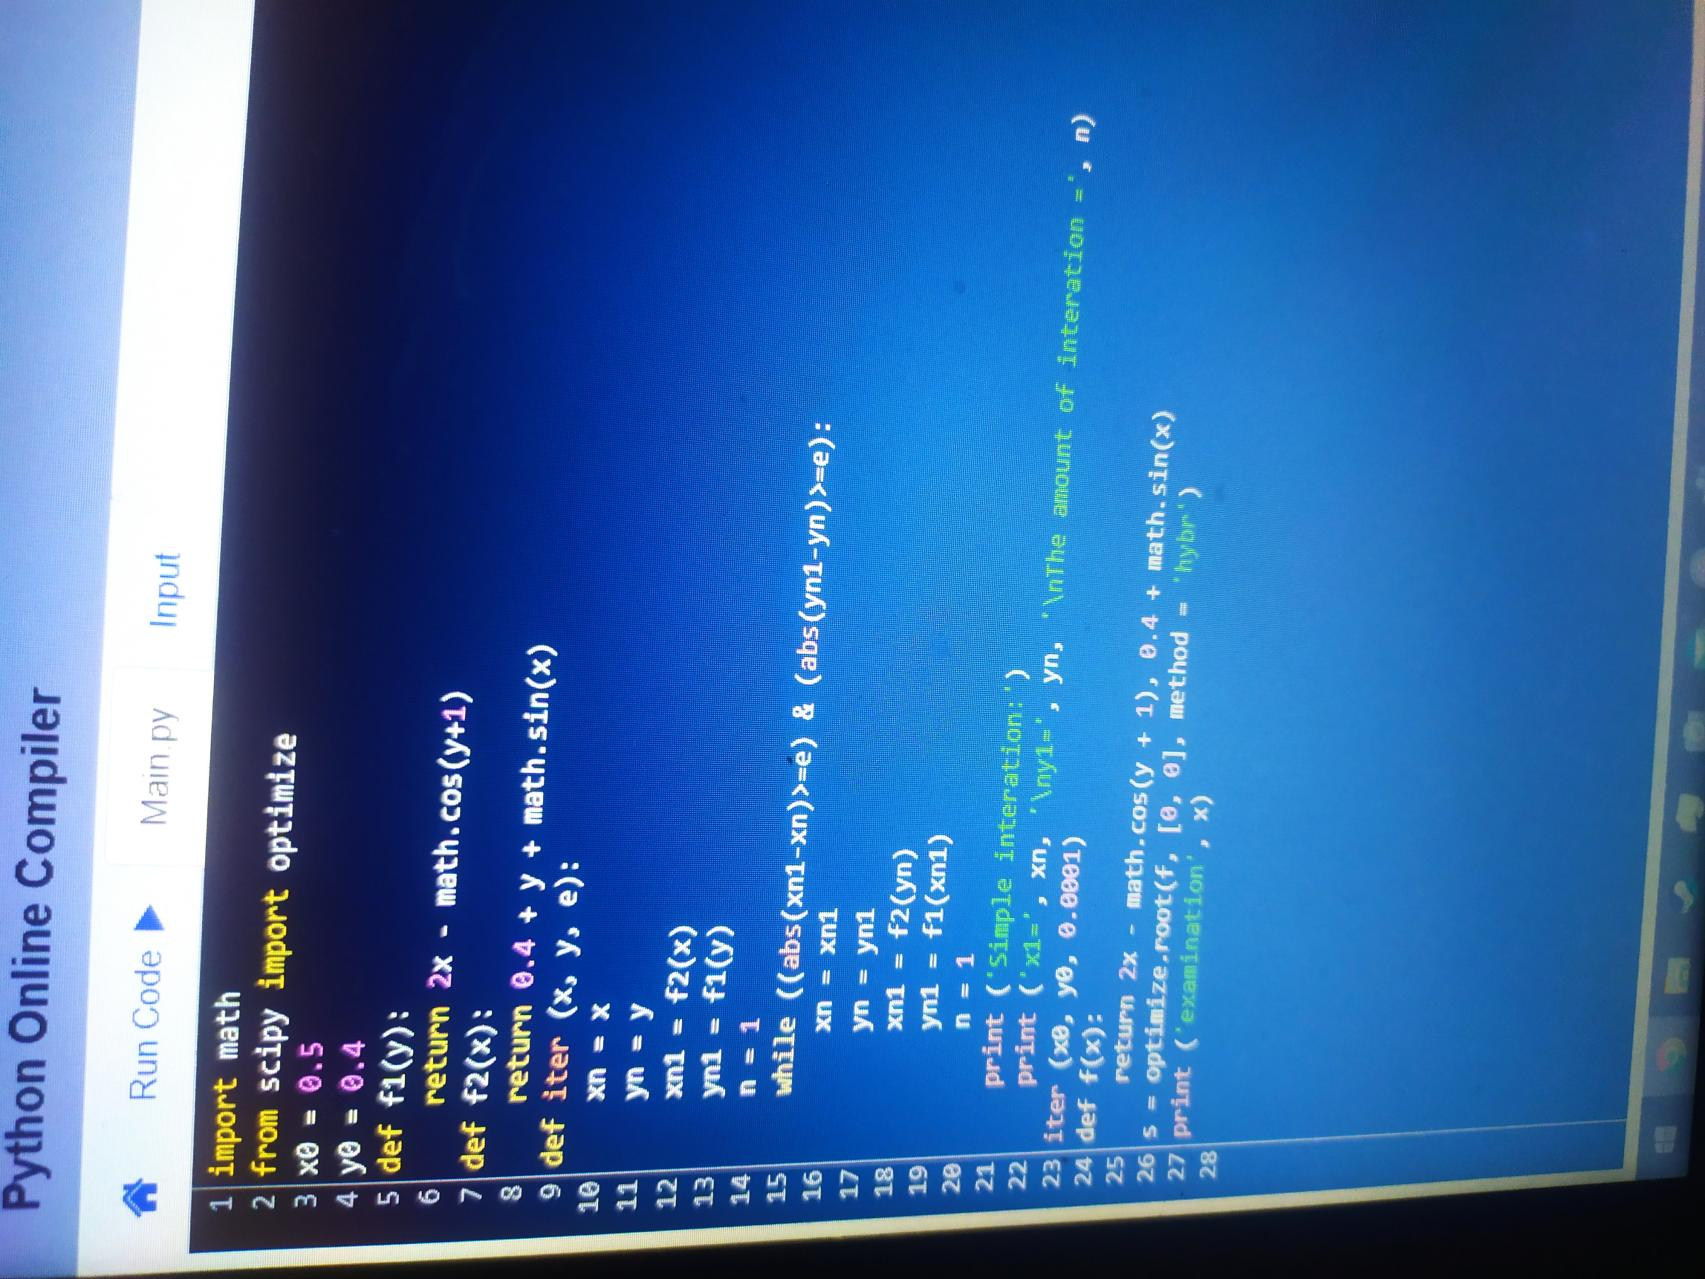 Python Online Compiler
Run Code Main.py Input
1 import math
2 from scipy import optimize
3 x0 = 0.5
4 y0 = 0.4
5 def f1(y):
6 return 2x - math.cos(y+1)
7 def f2(x):
8 return 0.4 + y + math.sin(x)
9 def iter (x, y, e):
10 xn = x
11 yn = y
12 xn1 = f2(x)
13 yn1 = f1(y)
14 n = 1
15 while ((abs(xn1-xn)>=e) & (abs(yn1-yn)>=e):
16 xn = xn1
17 yn = yn1
18 xn1 = f2(yn)
19 yn1 = f1(xn1)
20 n = 1
21 print ('Simple interation:')
22 print ('x1=', xn, '\ny1=', yn, '\nThe amount of interation =', n)
23 iter (x0, y0, 0.0001)
24 def f(x):
25 return 2x - math.cos(y + 1), 0.4 + math.sin(x)
26 s = optimize.root(f, [0, 0], method = 'hybr')
27 print ('examination', x)
28